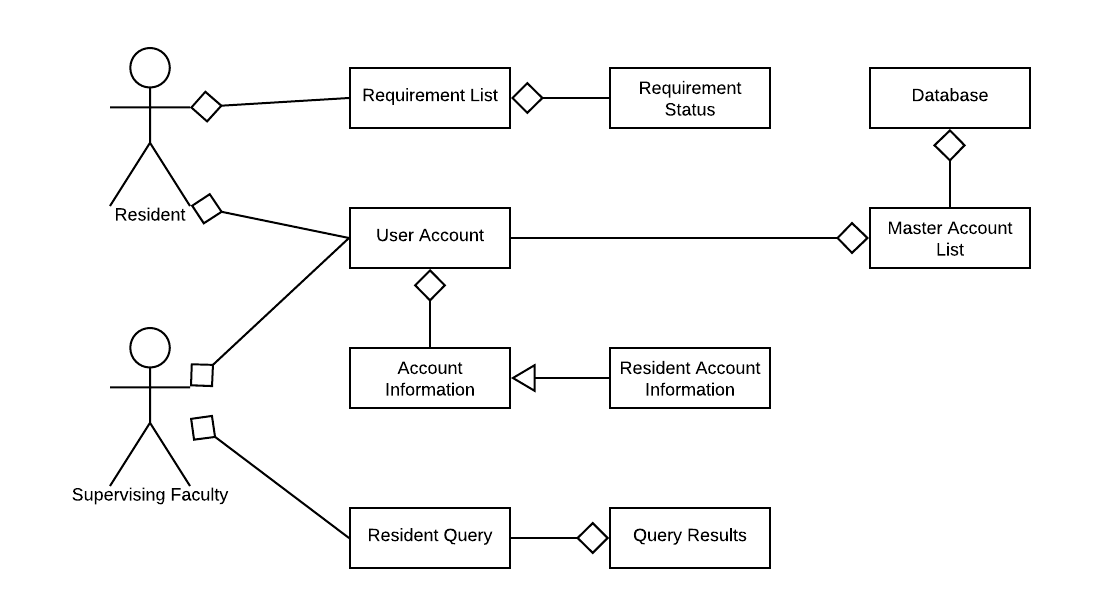 Requirement List
Requirement
Status
Database
Resident
User Account
Master Account
List
Account
Information
Resident Account
Information
Supervising Faculty
Resident Query
Query Results